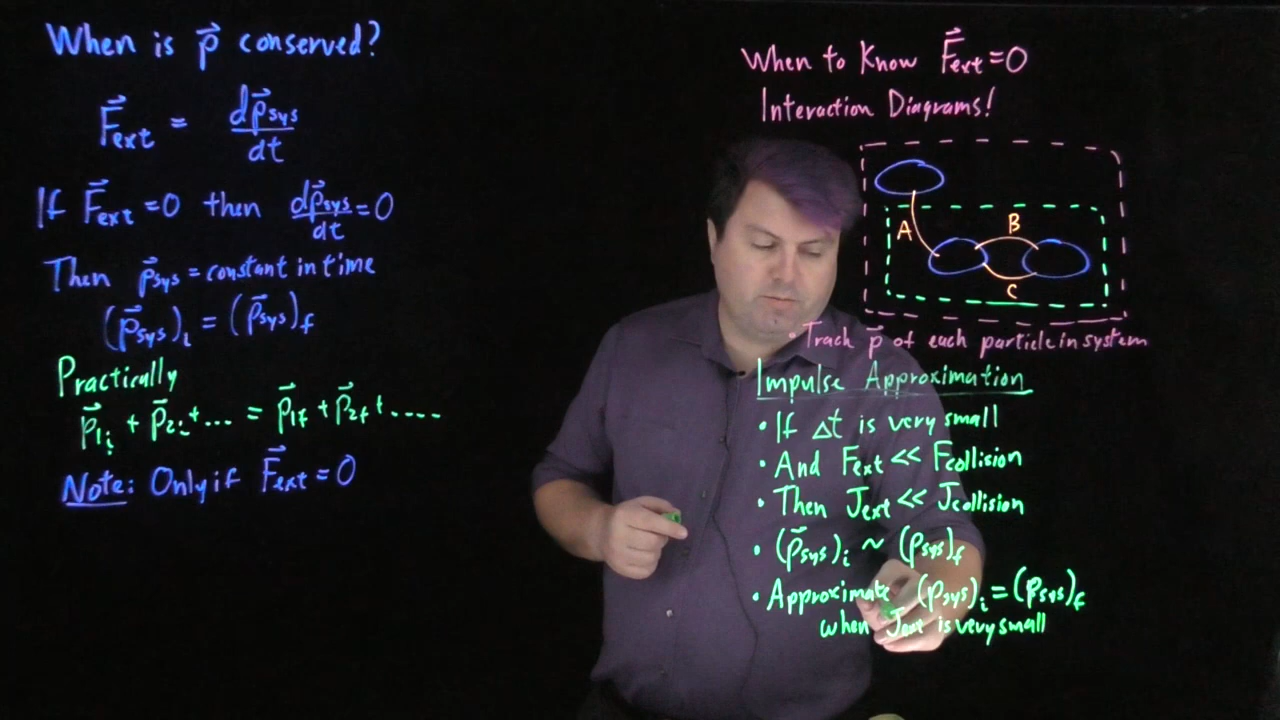 When is p⃗ conserved?
F⃗ext = dp⃗sys/dt
If F⃗ext = 0 then dp⃗sys/dt = 0
Then p⃗sys = constant in time
(p⃗sys)i = (p⃗sys)f
Practically
p⃗1i + p⃗2i + ... = p⃗1f + p⃗2f + ....
Note: Only if F⃗ext = 0
When to Know F⃗ext = 0
Interaction Diagrams!
A
B
C
• Track p⃗ of each particle in system
Impulse Approximation
• If Δt is very small
• And Fext << Fcollision
• Then Jext << Jcollision
• (p⃗sys)i ~ (psys)f
• Approximate (psys)i = (psys)f
when Jext is very small